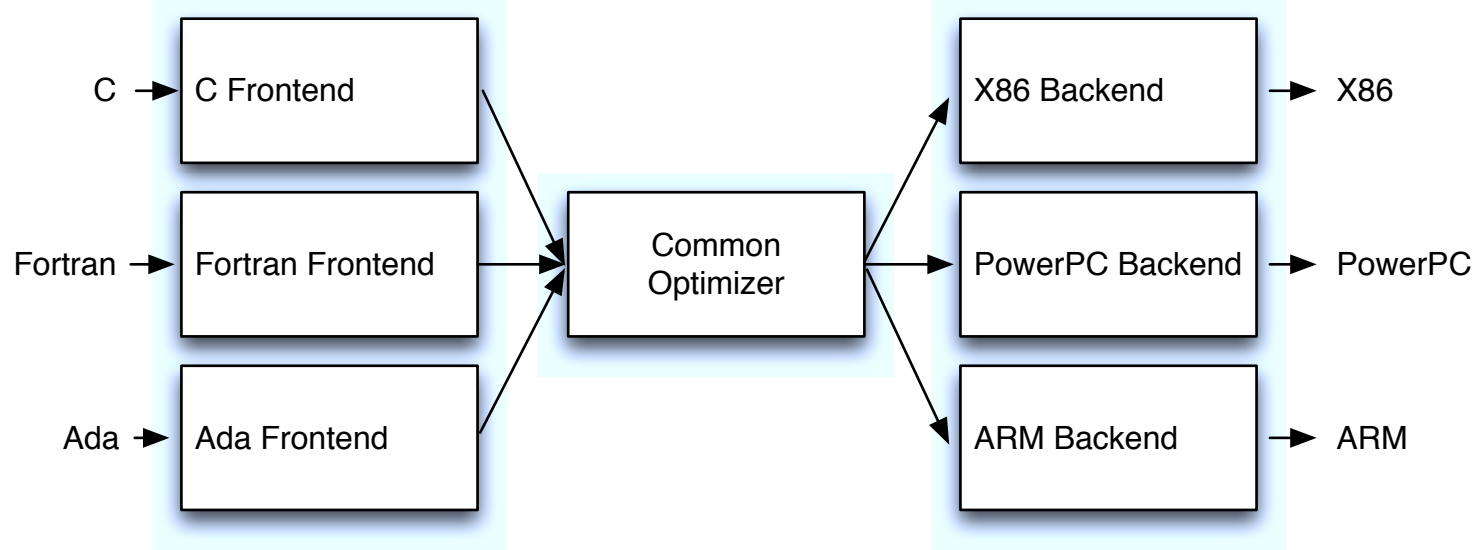 C
C Frontend
Fortran
Fortran Frontend
Ada
Ada Frontend
Common
Optimizer
X86 Backend
X86
PowerPC Backend
PowerPC
ARM Backend
ARM